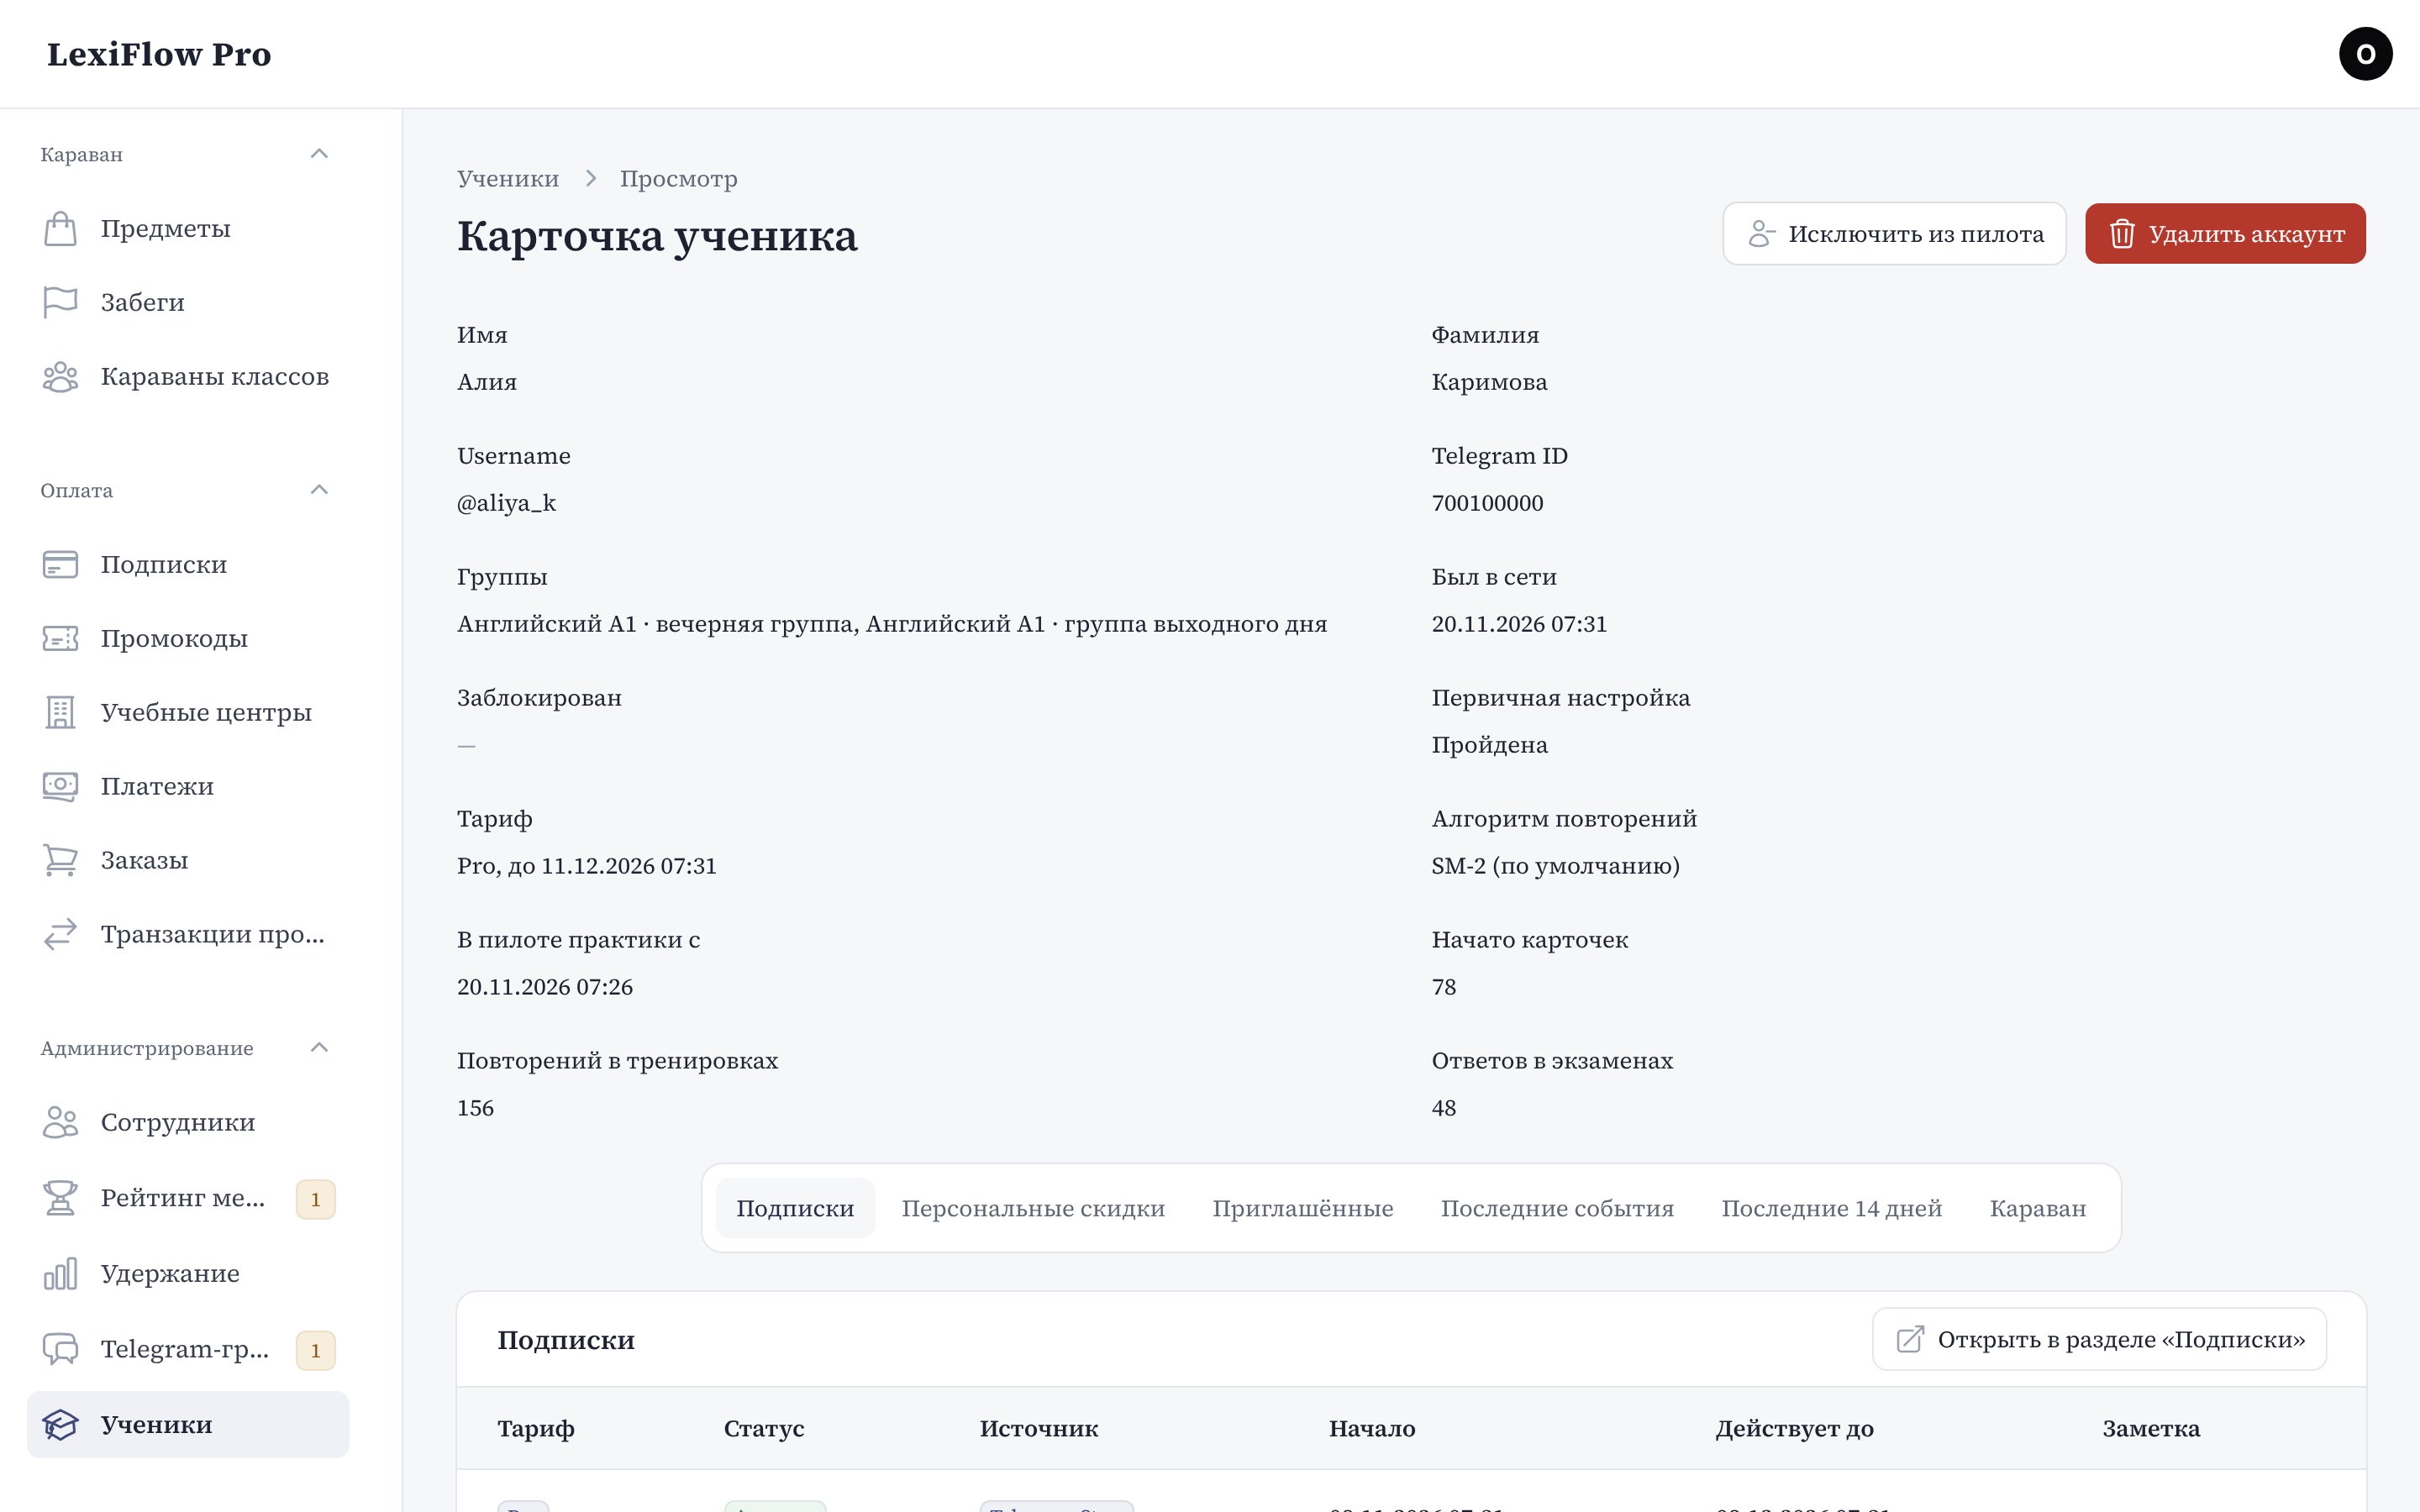 LexiFlow Pro
O
Караван
Предметы
Забеги
Караваны классов
Оплата
Подписки
Промокоды
Учебные центры
Платежи
Заказы
Транзакции про...
Администрирование
Сотрудники
Рейтинг ме... 1
Удержание
Telegram-гр... 1
Ученики
Ученики > Просмотр
Карточка ученика
Исключить из пилота
Удалить аккаунт
Имя
Алия
Фамилия
Каримова
Username
@aliya_k
Telegram ID
700100000
Группы
Английский A1 · вечерняя группа, Английский A1 · группа выходного дня
Был в сети
20.11.2026 07:31
Заблокирован
—
Первичная настройка
Пройдена
Тариф
Pro, до 11.12.2026 07:31
Алгоритм повторений
SM-2 (по умолчанию)
В пилоте практики с
20.11.2026 07:26
Начато карточек
78
Повторений в тренировках
156
Ответов в экзаменах
48
Подписки Персональные скидки Приглашённые Последние события Последние 14 дней Караван
Подписки
Открыть в разделе «Подписки»
Тариф Статус Источник Начало Действует до Заметка